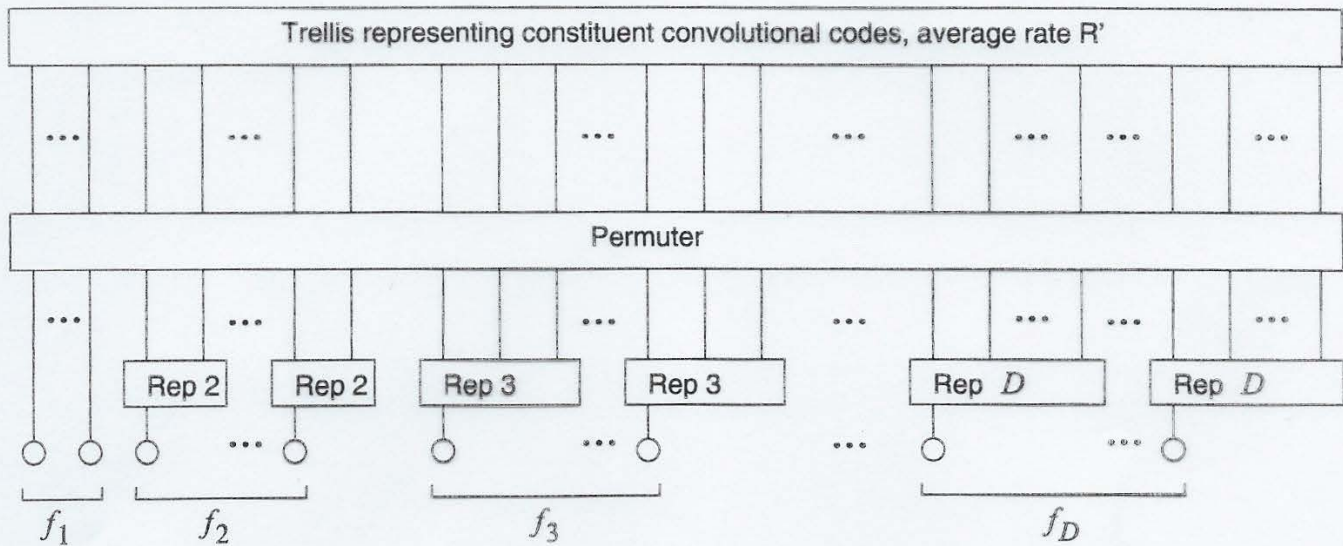 Trellis representing constituent convolutional codes, average rate R’
... ... ... ... ... ... ...
Permuter
... ... ... ... ... ... ...
Rep 2 Rep 2 Rep 3 Rep 3 Rep D Rep D
... ... ... ...
f1 f2 f3 fD